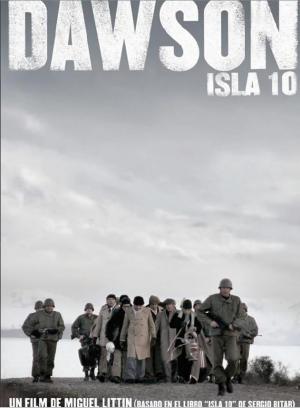 DAWSON
ISLA 10
UN FILM DE MIGUEL LITTIN (BASADO EN EL LIBRO "ISLA 10" DE SERGIO BITAR)